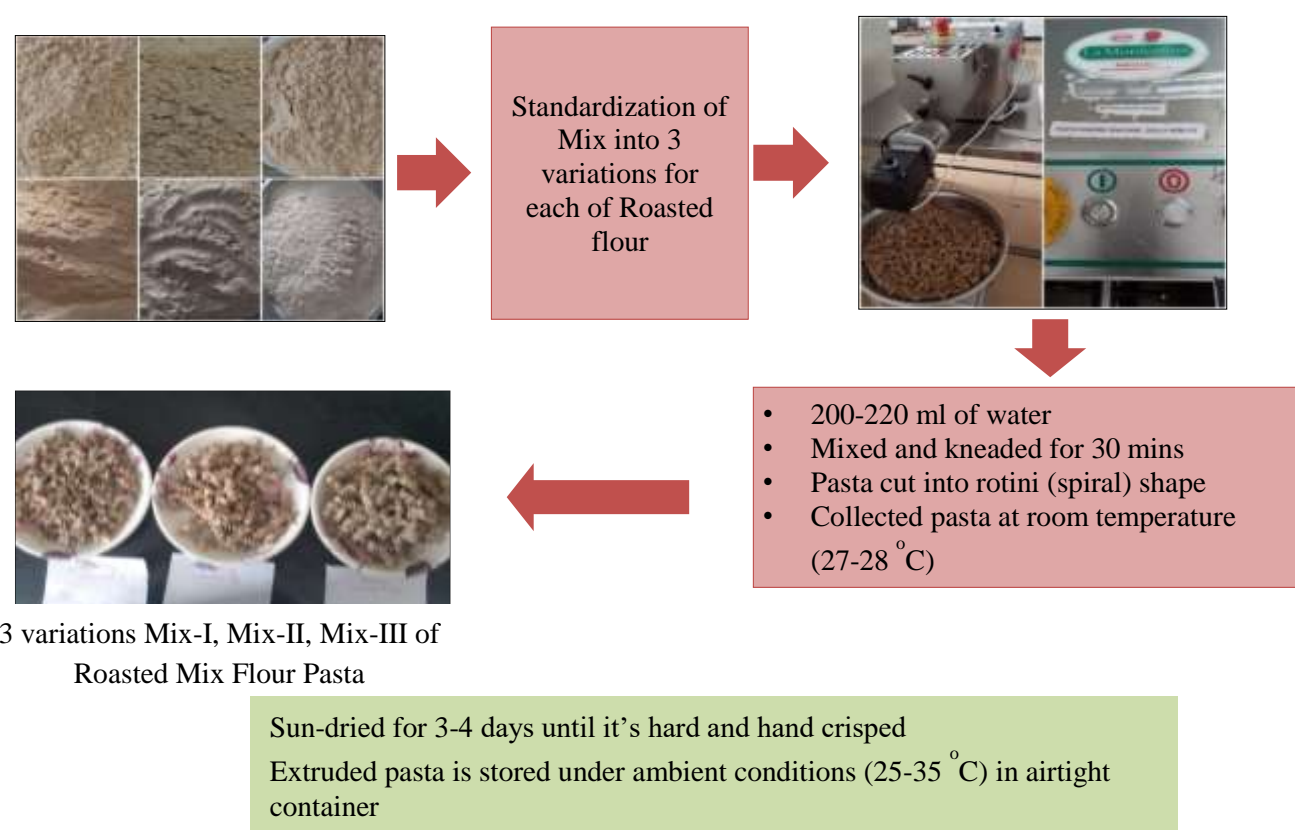 Standardization of
Mix into 3
variations for
each of Roasted
flour
• 200-220 ml of water
• Mixed and kneaded for 30 mins
• Pasta cut into rotini (spiral) shape
• Collected pasta at room temperature
(27-28 °C)
3 variations Mix-I, Mix-II, Mix-III of
Roasted Mix Flour Pasta
Sun-dried for 3-4 days until it’s hard and hand crisped
Extruded pasta is stored under ambient conditions (25-35 °C) in airtight
container